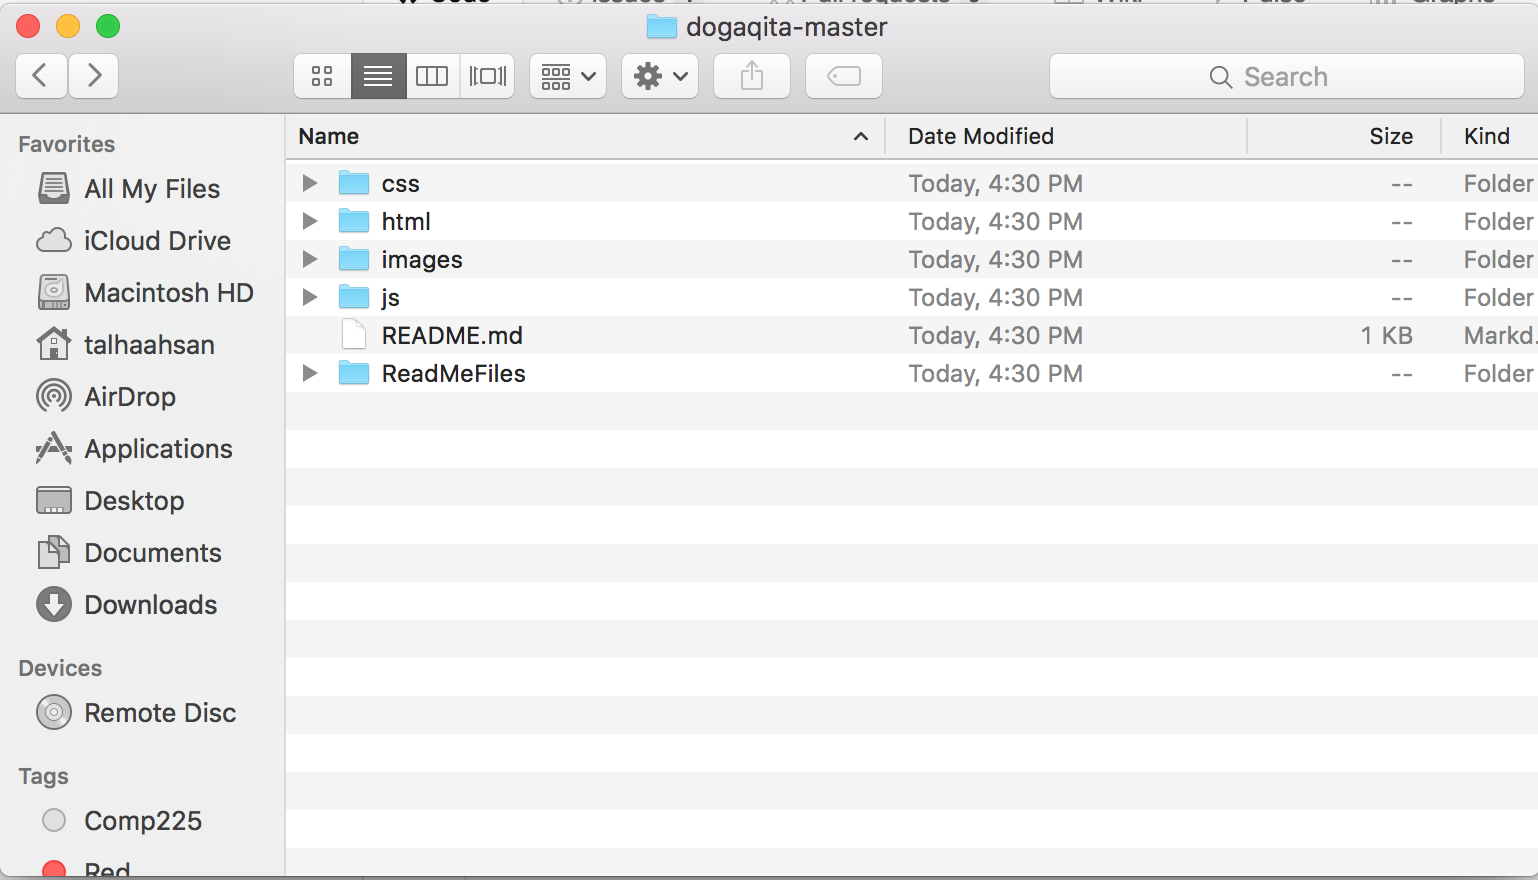 dogaqita-master
Search
Favorites
All My Files
iCloud Drive
Macintosh HD
talhaahsan
AirDrop
Applications
Desktop
Documents
Downloads
Devices
Remote Disc
Tags
Comp225
Red
Name Date Modified Size Kind
css Today, 4:30 PM -- Folder
html Today, 4:30 PM -- Folder
images Today, 4:30 PM -- Folder
js Today, 4:30 PM -- Folder
README.md Today, 4:30 PM 1 KB Markd.
ReadMeFiles Today, 4:30 PM -- Folder